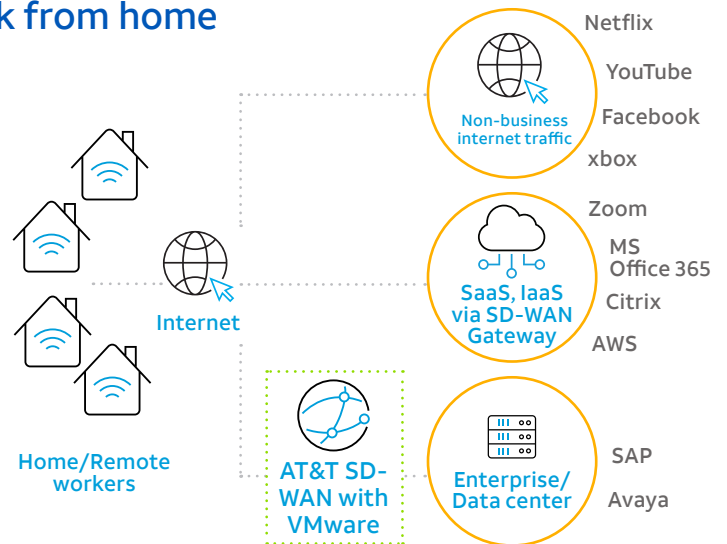 k from home
Netflix
YouTube
Facebook
xbox
Non-business
internet traffic
Zoom
MS
Office 365
Citrix
AWS
SaaS, IaaS
via SD-WAN
Gateway
Internet
Home/Remote
workers
AT&T SD-
WAN with
VMware
Enterprise/
Data center
SAP
Avaya